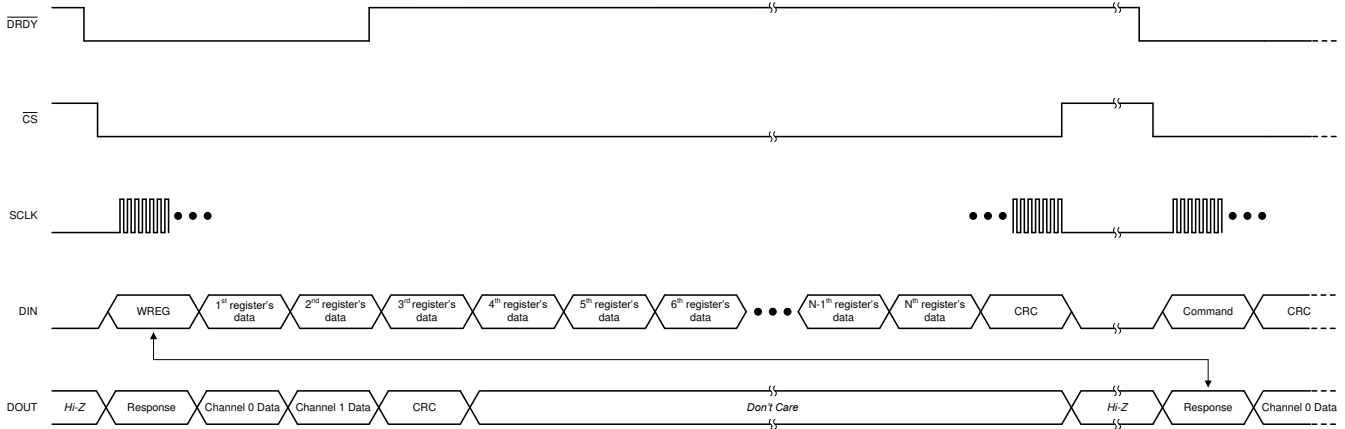 DRDY
CS
SCLK
DIN
WREG
1st register's
data
2nd register's
data
3rd register's
data
4th register's
data
5th register's
data
6th register's
data
N-1th register's
data
Nth register's
data
CRC
Command
CRC
DOUT
Hi-Z
Response
Channel 0 Data
Channel 1 Data
CRC
Don't Care
Hi-Z
Response
Channel 0 Data